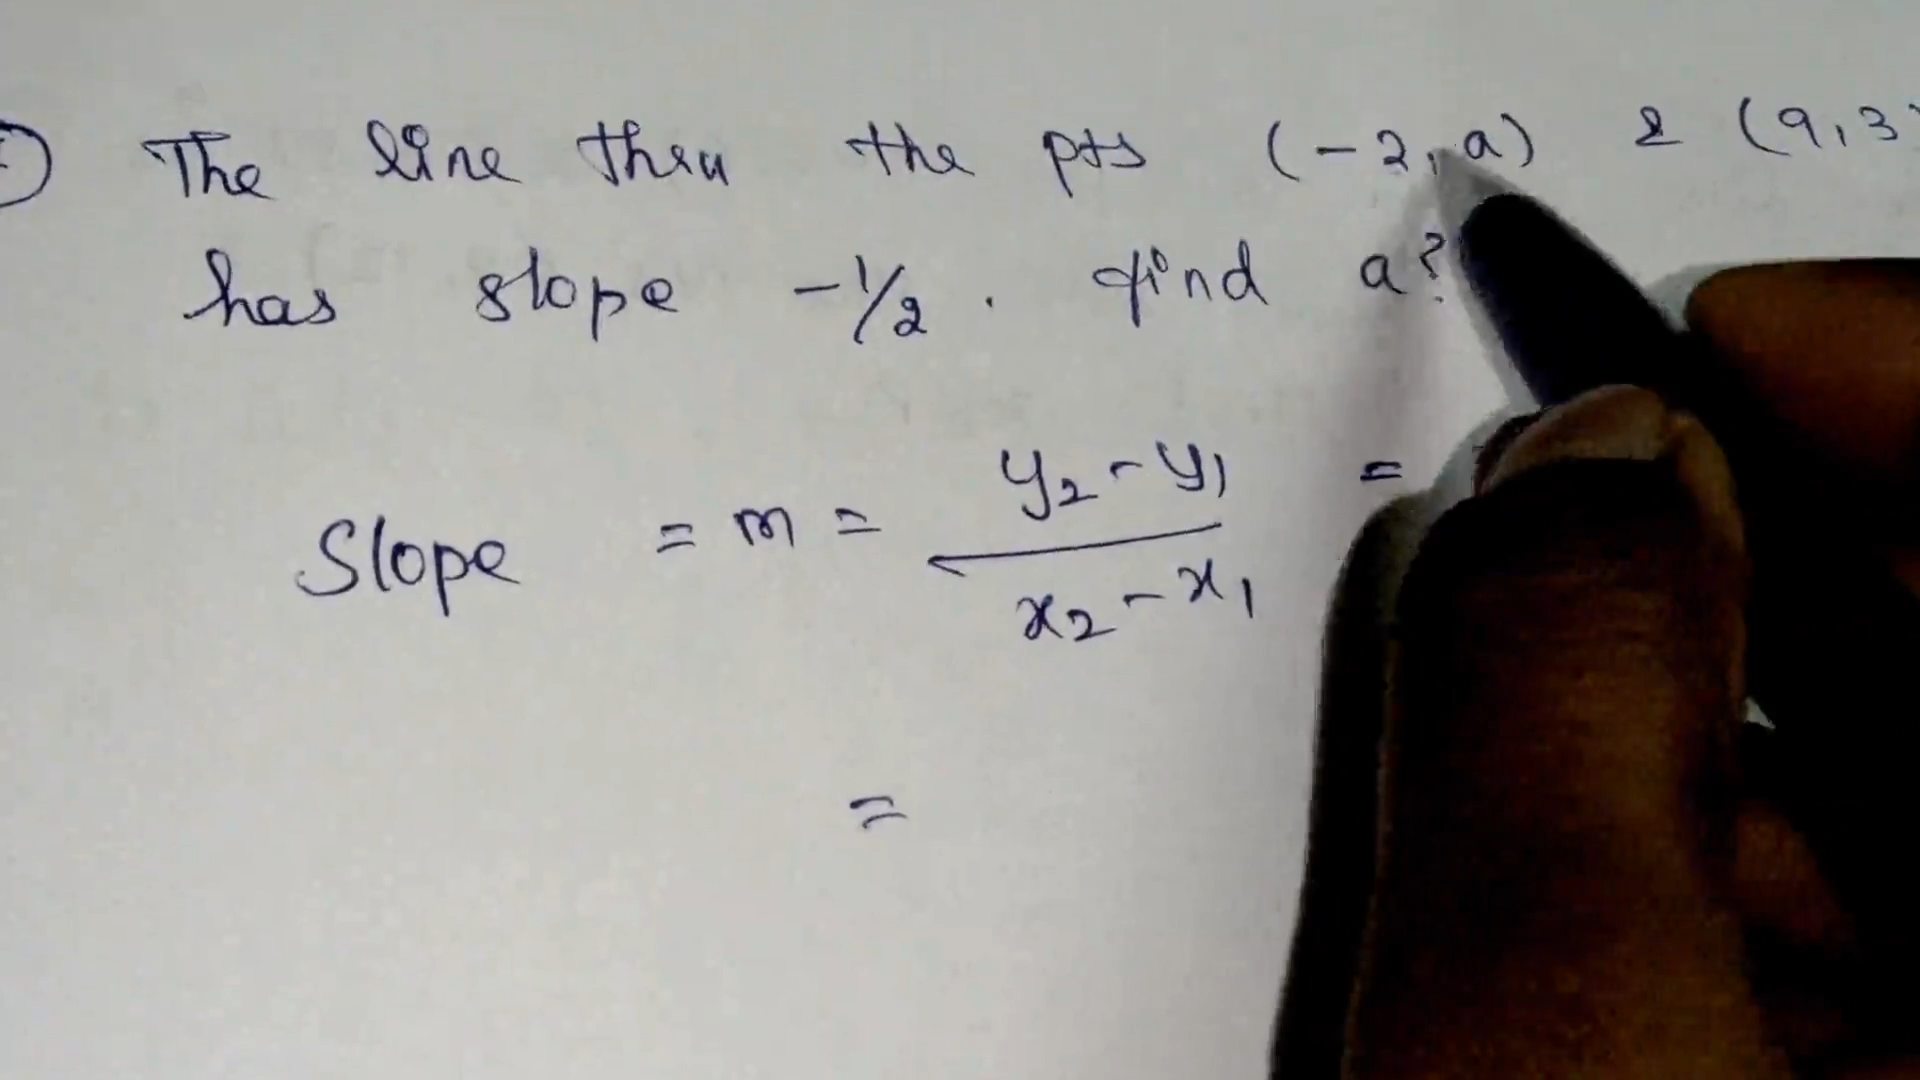 The line thru the pts (-2, a) & (9, 3)
has slope -1/2 . find a?
Slope = m = y₂ - y₁ =
x₂ - x₁
=